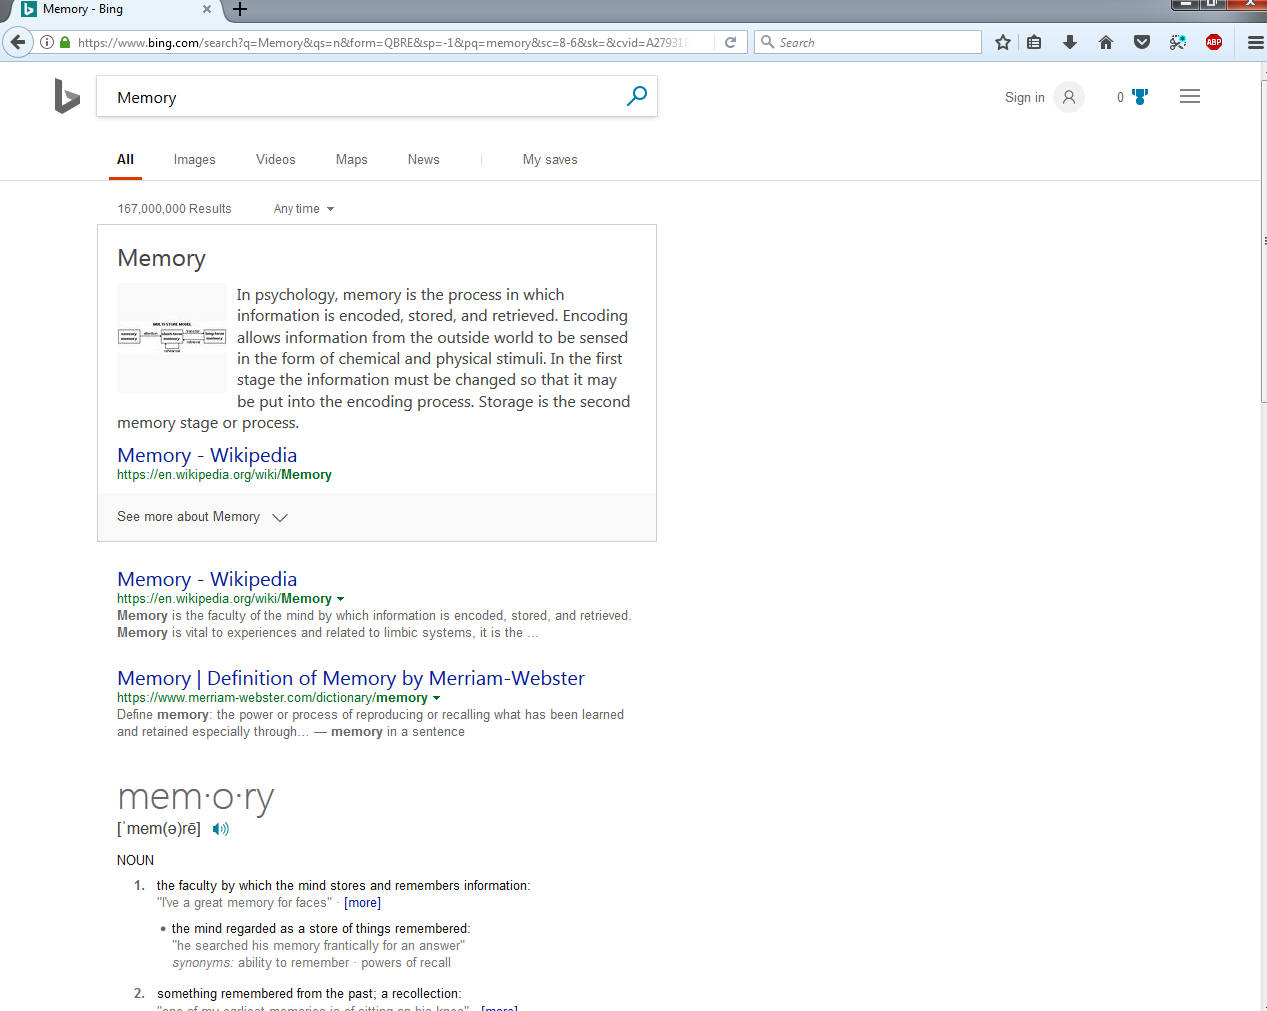 Memory - Bing
https://www.bing.com/search?q=Memory&qs=n&form=QBRE&sp=-1&pq=memory&sc=8-6&sk=&cvid=A27931
Search
ABP
Memory
Sign in
0
All
Images
Videos
Maps
News
My saves
167,000,000 Results
Any time
Memory
MULTI-STORE MODEL
In psychology, memory is the process in which
information is encoded, stored, and retrieved. Encoding
allows information from the outside world to be sensed
in the form of chemical and physical stimuli. In the first
stage the information must be changed so that it may
be put into the encoding process. Storage is the second
memory stage or process.
Memory - Wikipedia
https://en.wikipedia.org/wiki/Memory
See more about Memory
Memory - Wikipedia
https://en.wikipedia.org/wiki/Memory
Memory is the faculty of the mind by which information is encoded, stored, and retrieved.
Memory is vital to experiences and related to limbic systems, it is the ...
Memory | Definition of Memory by Merriam-Webster
https://www.merriam-webster.com/dictionary/memory
Define memory: the power or process of reproducing or recalling what has been learned
and retained especially through... — memory in a sentence
mem·o·ry
[ˈmem(ə)rē]
NOUN
1. the faculty by which the mind stores and remembers information:
"I've a great memory for faces" · [more]
• the mind regarded as a store of things remembered:
"he searched his memory frantically for an answer"
synonyms: ability to remember · powers of recall
2. something remembered from the past; a recollection:
"one of my earliest memories is of sitting on his knee" · [more]